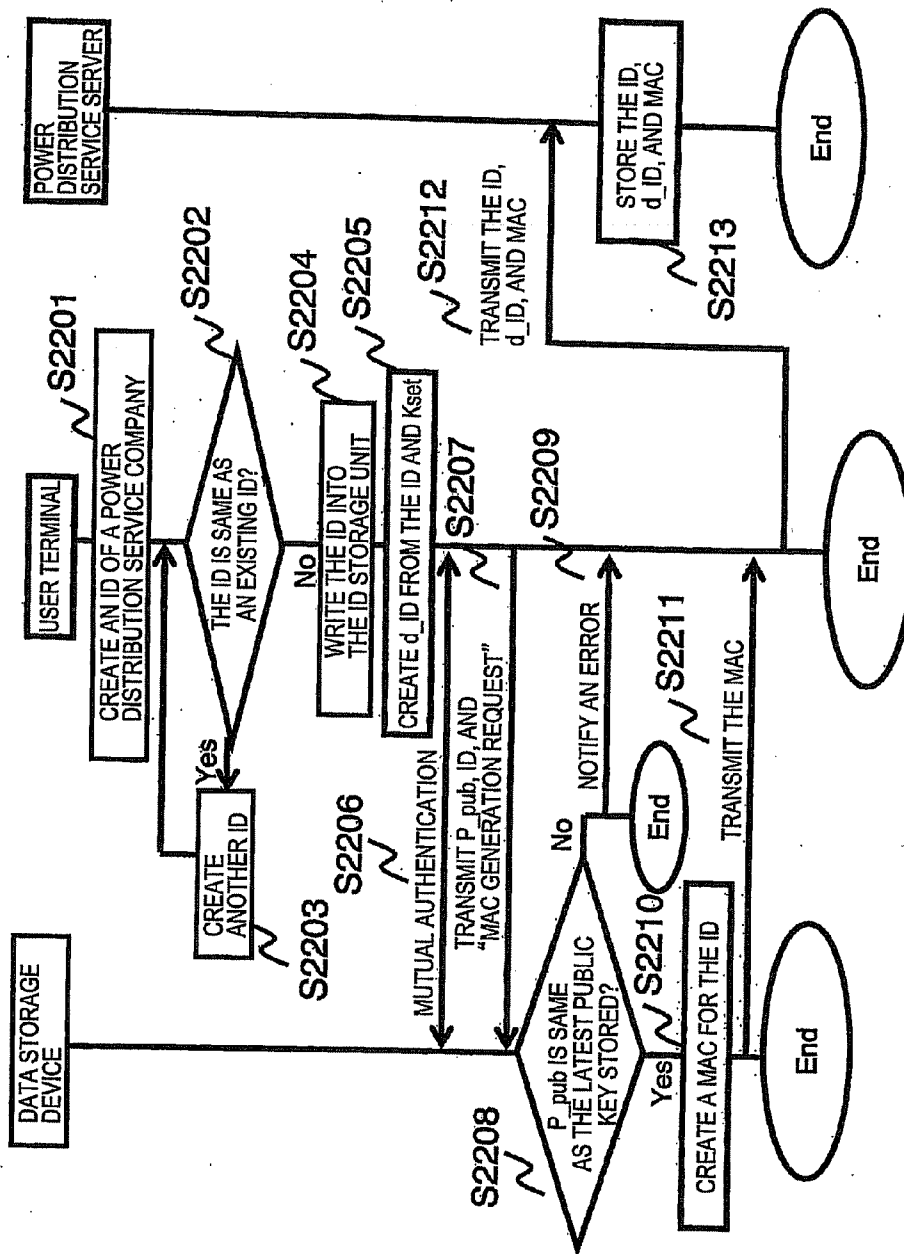 DATA STORAGE
DEVICE
USER TERMINAL
POWER
DISTRIBUTION
SERVICE SERVER
S2201
CREATE AN ID OF A POWER
DISTRIBUTION SERVICE COMPANY
S2202
THE ID IS SAME AS
AN EXISTING ID?
Yes
CREATE
ANOTHER ID
S2203
No
S2204
WRITE THE ID INTO
THE ID STORAGE UNIT
S2205
CREATE d_ID FROM THE ID AND Kset
S2206
MUTUAL AUTHENTICATION
S2207
TRANSMIT P_pub, ID, AND
“MAC GENERATION REQUEST”
S2208
P_pub IS SAME
AS THE LATEST PUBLIC
KEY STORED?
No
S2209
NOTIFY AN ERROR
End
Yes
S2210
CREATE A MAC FOR THE ID
S2211
TRANSMIT THE MAC
S2212
TRANSMIT THE ID,
d_ID, AND MAC
STORE THE ID,
d_ID, AND MAC
S2213
End
End
End